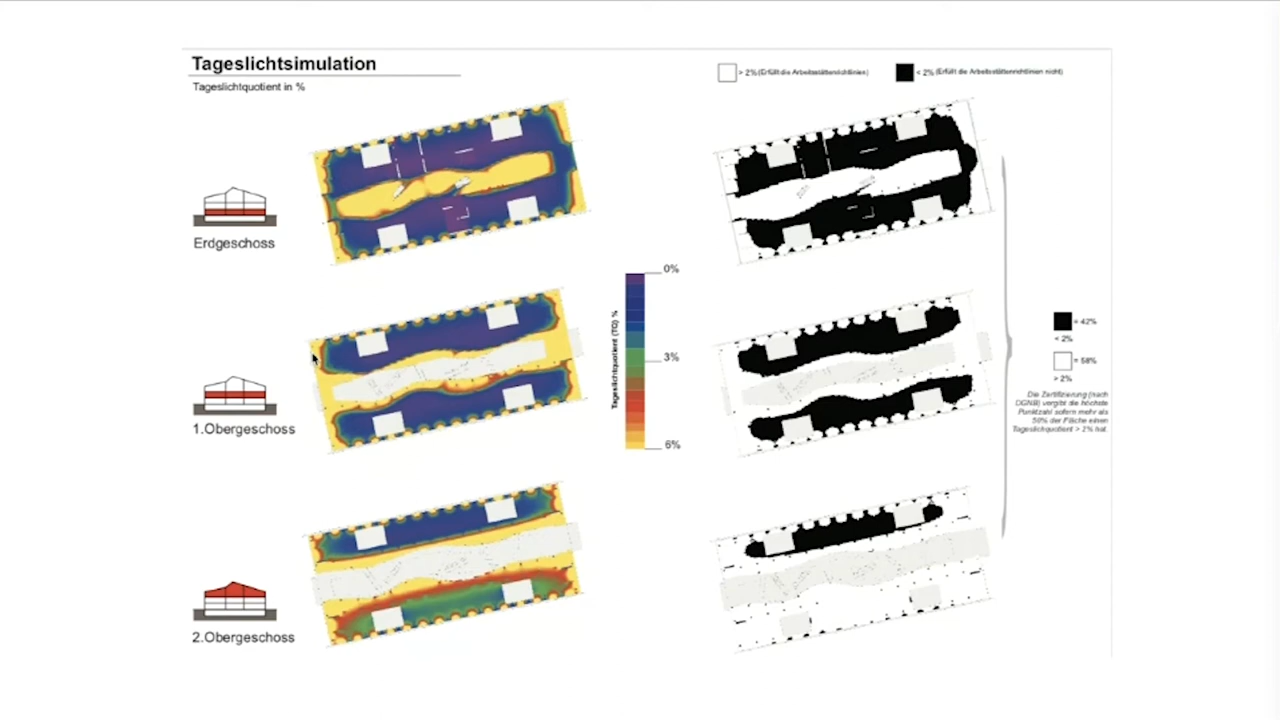 Tageslichtsimulation
Tageslichtquotient in %
> 2% (Erfüllt die Arbeitsstättenrichtlinien)
< 2% (Erfüllt die Arbeitsstättenrichtlinien nicht)
Erdgeschoss
0%
Tageslichtquotient (TQ) %
3%
6%
1.Obergeschoss
= 42%
< 2%
= 58%
> 2%
Die Zertifizierung (nach
DGNB) vergibt die höchste
Punktzahl sofern mehr als
50% der Fläche einen
Tageslichquotient > 2% hat.
2.Obergeschoss